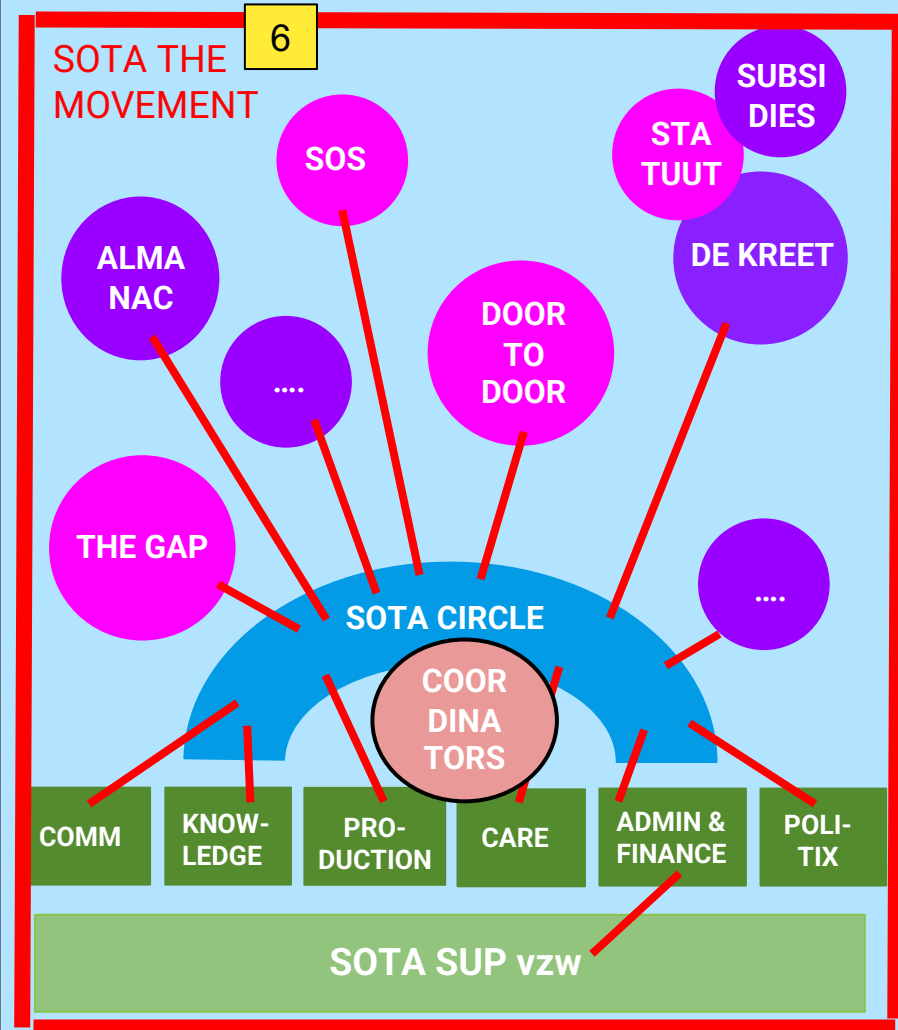 6
SOTA THE
MOVEMENT
SUBSI
DIES
STA
TUUT
SOS
DE KREET
ALMA
NAC
DOOR
TO
DOOR
....
THE GAP
....
SOTA CIRCLE
COOR
DINA
TORS
COMM
KNOW-
LEDGE
PRO-
DUCTION
CARE
ADMIN &
FINANCE
POLI-
TIX
SOTA SUP vzw